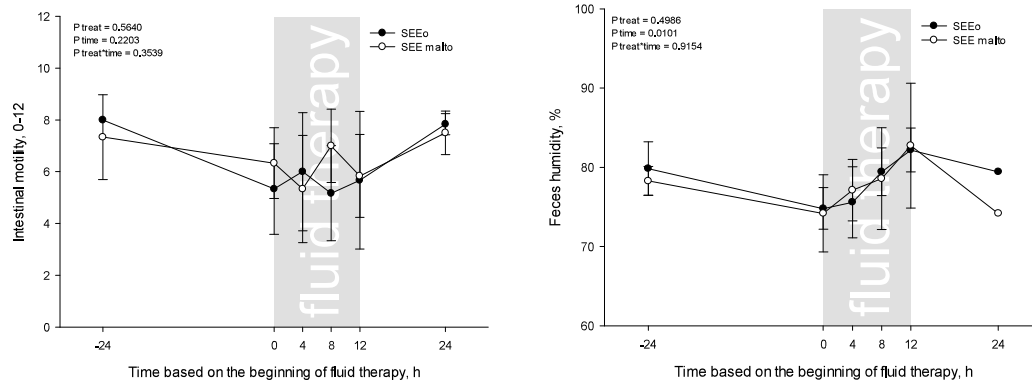 P treat = 0.5640
P time = 0.2203
P treat*time = 0.3539
SEEo
SEE malto
fluid therapy
Intestinal motility, 0-12
12
10
8
6
4
2
0
-24
0
4
8
12
24
Time based on the beginning of fluid therapy, h
P treat = 0.4986
P time = 0.0101
P treat*time = 0.9154
SEEo
SEE malto
fluid therapy
Feces humidity, %
100
90
80
70
60
-24
0
4
8
12
24
Time based on the beginning of fluid therapy, h